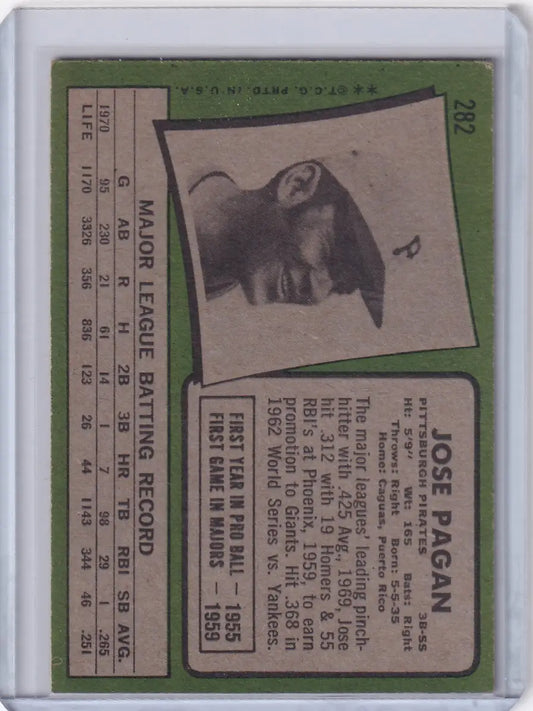 282
JOSE PAGAN
PITTSBURGH PIRATES 3B-SS
Ht: 5'9" Wt: 165 Bats: Right
Throws: Right Born: 5-5-35
Home: Caguas, Puerto Rico
The major leagues' leading pinch-
hitter with .425 Avg., 1969, Jose
hit .312 with 19 Homers & 55
RBI's at Phoenix, 1959, to earn
promotion to Giants. Hit .368 in
1962 World Series vs. Yankees.
FIRST YEAR IN PRO BALL — 1955
FIRST GAME IN MAJORS — 1959
P
**©T.C.G. PRTD. IN U.S.A.
MAJOR LEAGUE BATTING RECORD
G AB R H 2B 3B HR TB RBI SB AVG.
1970 95 230 21 61 14 1 7 98 29 1 .265
LIFE 1170 3326 356 836 123 26 44 1143 344 46 .251